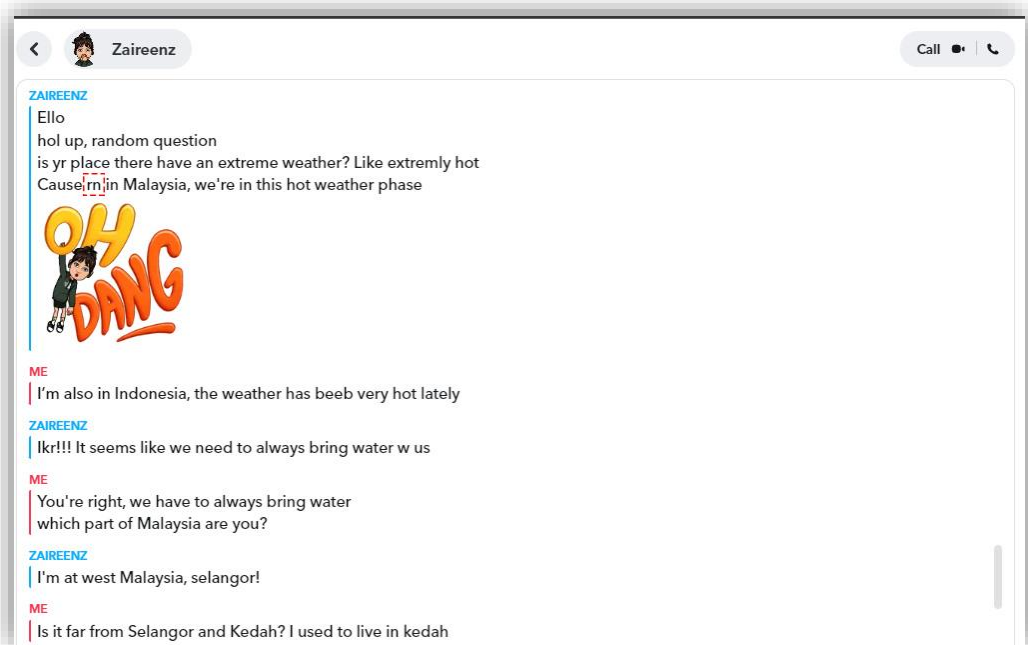 Zaireenz
Call
ZAIREENZ
Ello
hol up, random question
is yr place there have an extreme weather? Like extremly hot
Cause rn in Malaysia, we're in this hot weather phase
OH
DANG
ME
I'm also in Indonesia, the weather has beeb very hot lately
ZAIREENZ
Ikr!!! It seems like we need to always bring water w us
ME
You're right, we have to always bring water
which part of Malaysia are you?
ZAIREENZ
I'm at west Malaysia, selangor!
ME
Is it far from Selangor and Kedah? I used to live in kedah